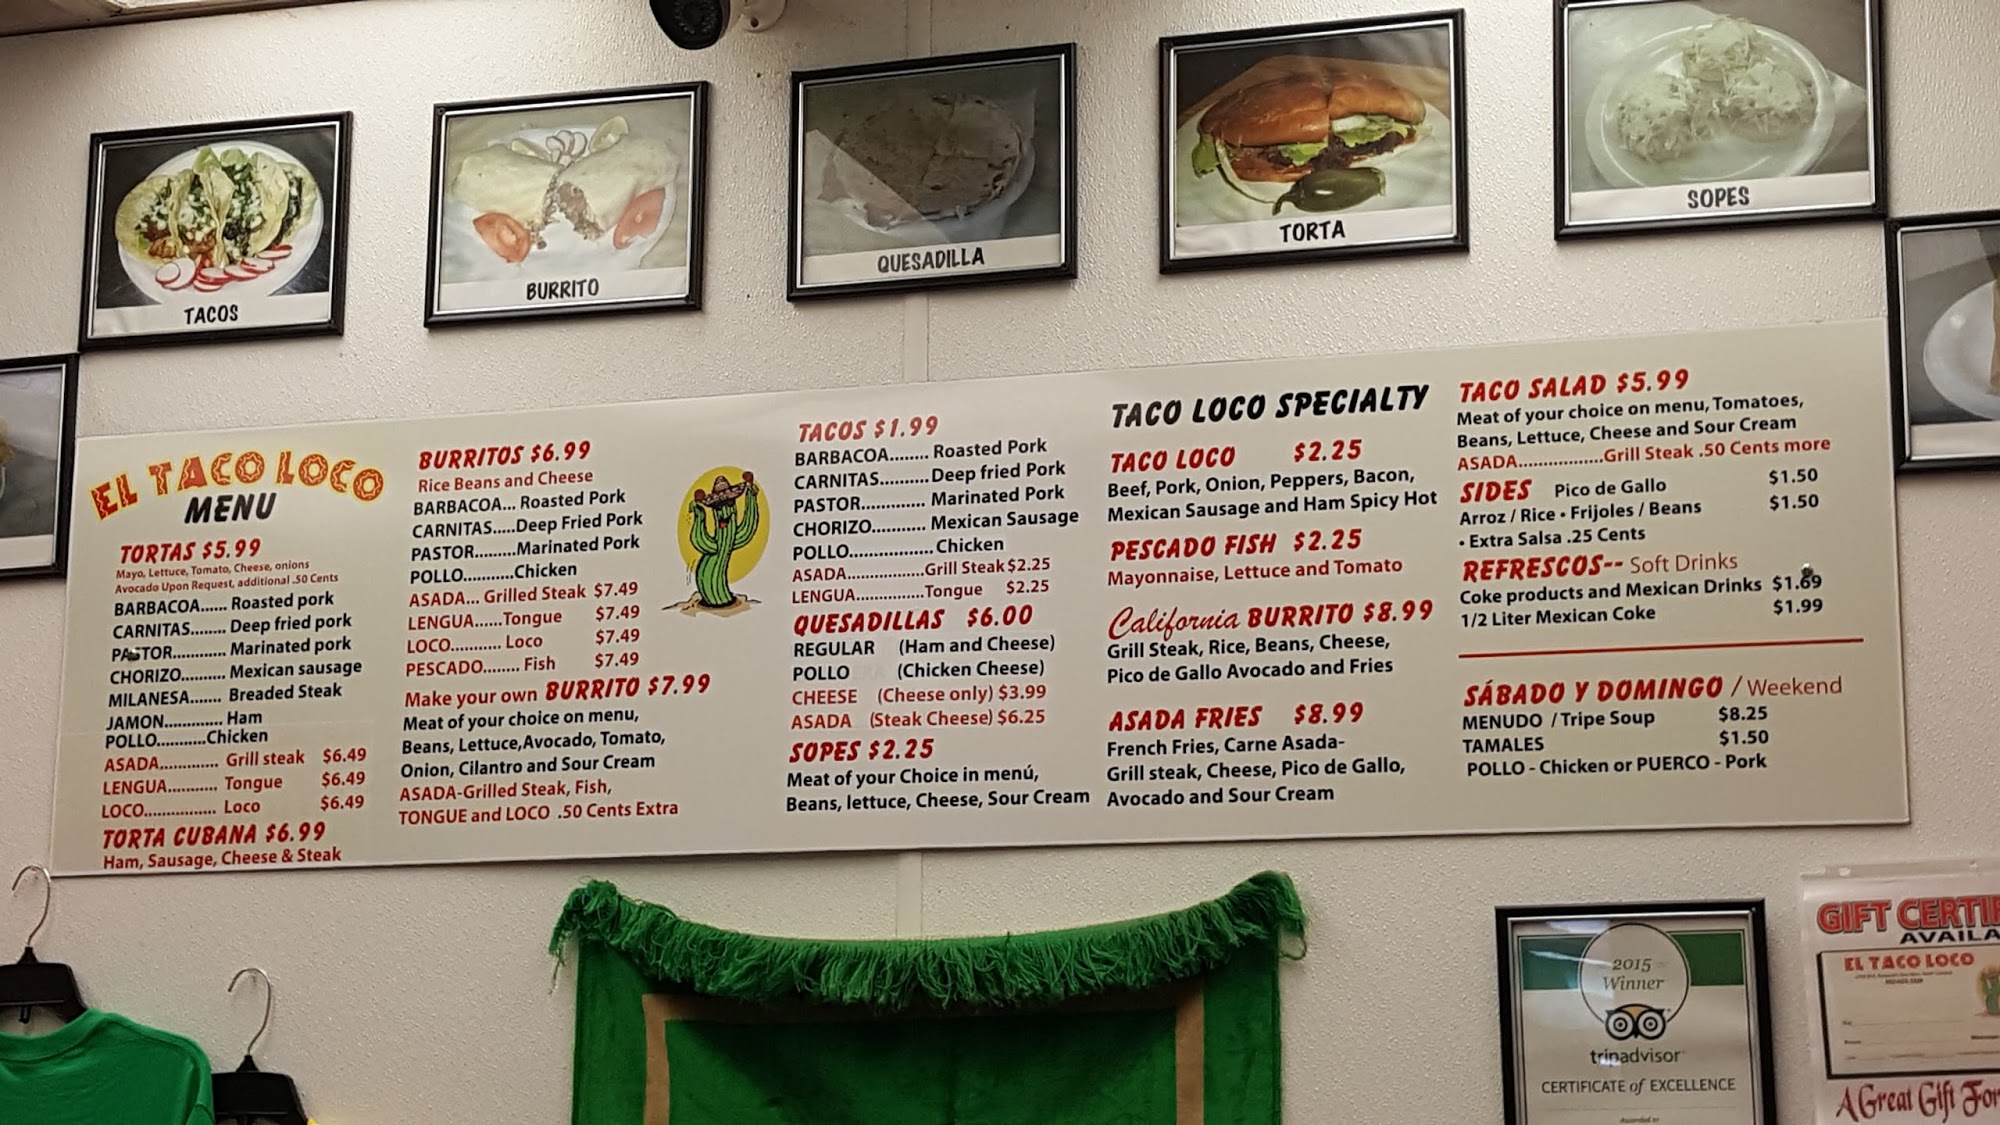 TACOS
BURRITO
QUESADILLA
TORTA
SOPES
EL TACO LOCO
MENU
TORTAS $5.99
Mayo, Lettuce, Tomato, Cheese, onions
Avocado Upon Request, additional .50 Cents
BARBACOA...... Roasted pork
CARNITAS........ Deep fried pork
PASTOR............ Marinated pork
CHORIZO.......... Mexican sausage
MILANESA....... Breaded Steak
JAMON............. Ham
POLLO...........Chicken
ASADA............. Grill steak $6.49
LENGUA........... Tongue $6.49
LOCO................ Loco $6.49
TORTA CUBANA $6.99
Ham, Sausage, Cheese & Steak
BURRITOS $6.99
Rice Beans and Cheese
BARBACOA... Roasted Pork
CARNITAS.....Deep Fried Pork
PASTOR.........Marinated Pork
POLLO...........Chicken
ASADA... Grilled Steak $7.49
LENGUA......Tongue $7.49
LOCO........... Loco $7.49
PESCADO........ Fish $7.49
Make your own BURRITO $7.99
Meat of your choice on menu,
Beans, Lettuce,Avocado, Tomato,
Onion, Cilantro and Sour Cream
ASADA-Grilled Steak, Fish,
TONGUE and LOCO .50 Cents Extra
TACOS $1.99
BARBACOA........ Roasted Pork
CARNITAS..........Deep fried Pork
PASTOR............. Marinated Pork
CHORIZO........... Mexican Sausage
POLLO................. Chicken
ASADA.................Grill Steak $2.25
LENGUA...............Tongue $2.25
QUESADILLAS $6.00
REGULAR (Ham and Cheese)
POLLO (Chicken Cheese)
CHEESE (Cheese only) $3.99
ASADA (Steak Cheese) $6.25
SOPES $2.25
Meat of your Choice in menú,
Beans, lettuce, Cheese, Sour Cream
TACO LOCO SPECIALTY
TACO LOCO $2.25
Beef, Pork, Onion, Peppers, Bacon,
Mexican Sausage and Ham Spicy Hot
PESCADO FISH $2.25
Mayonnaise, Lettuce and Tomato
California BURRITO $8.99
Grill Steak, Rice, Beans, Cheese,
Pico de Gallo Avocado and Fries
ASADA FRIES $8.99
French Fries, Carne Asada-
Grill steak, Cheese, Pico de Gallo,
Avocado and Sour Cream
TACO SALAD $5.99
Meat of your choice on menu, Tomatoes,
Beans, Lettuce, Cheese and Sour Cream
ASADA.................Grill Steak .50 Cents more
SIDES Pico de Gallo $1.50
Arroz / Rice • Frijoles / Beans $1.50
• Extra Salsa .25 Cents
REFRESCOS-- Soft Drinks
Coke products and Mexican Drinks $1.69
1/2 Liter Mexican Coke $1.99
SÁBADO Y DOMINGO / Weekend
MENUDO / Tripe Soup $8.25
TAMALES $1.50
POLLO - Chicken or PUERCO - Pork
2015
Winner
tripadvisor
CERTIFICATE of EXCELLENCE
Awarded to
GIFT CERTIF
AVAILA
EL TACO LOCO
A Great Gift For